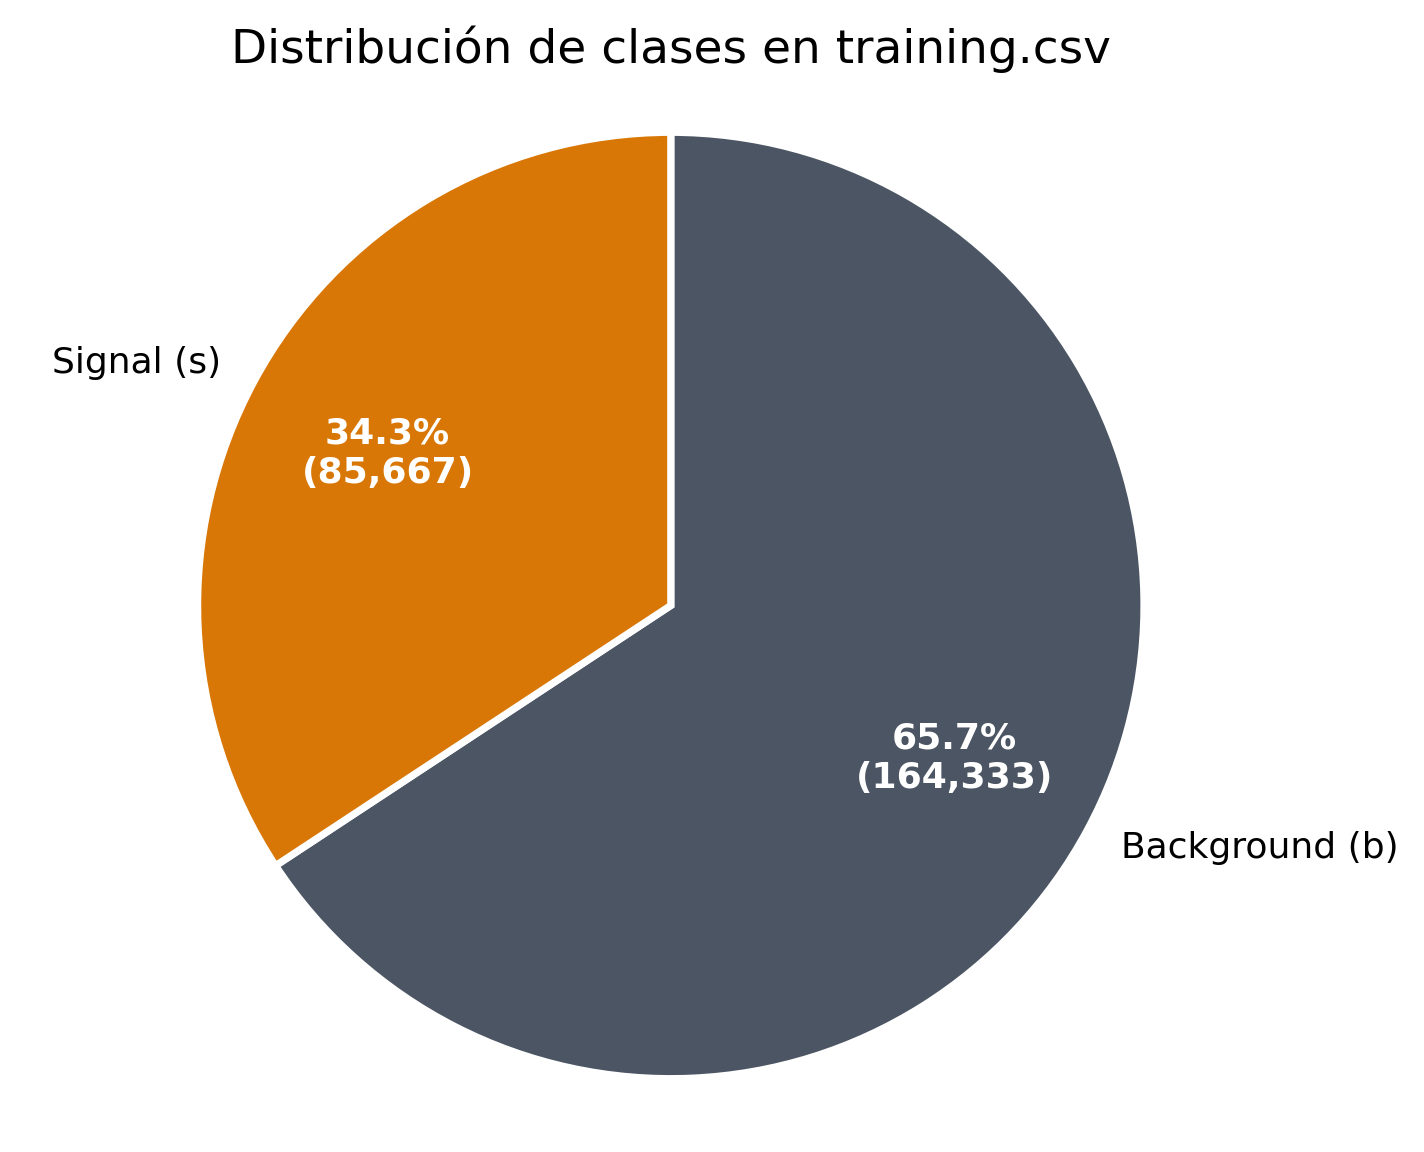 Distribución de clases en training.csv
Signal (s)
34.3%
(85,667)
65.7%
(164,333)
Background (b)